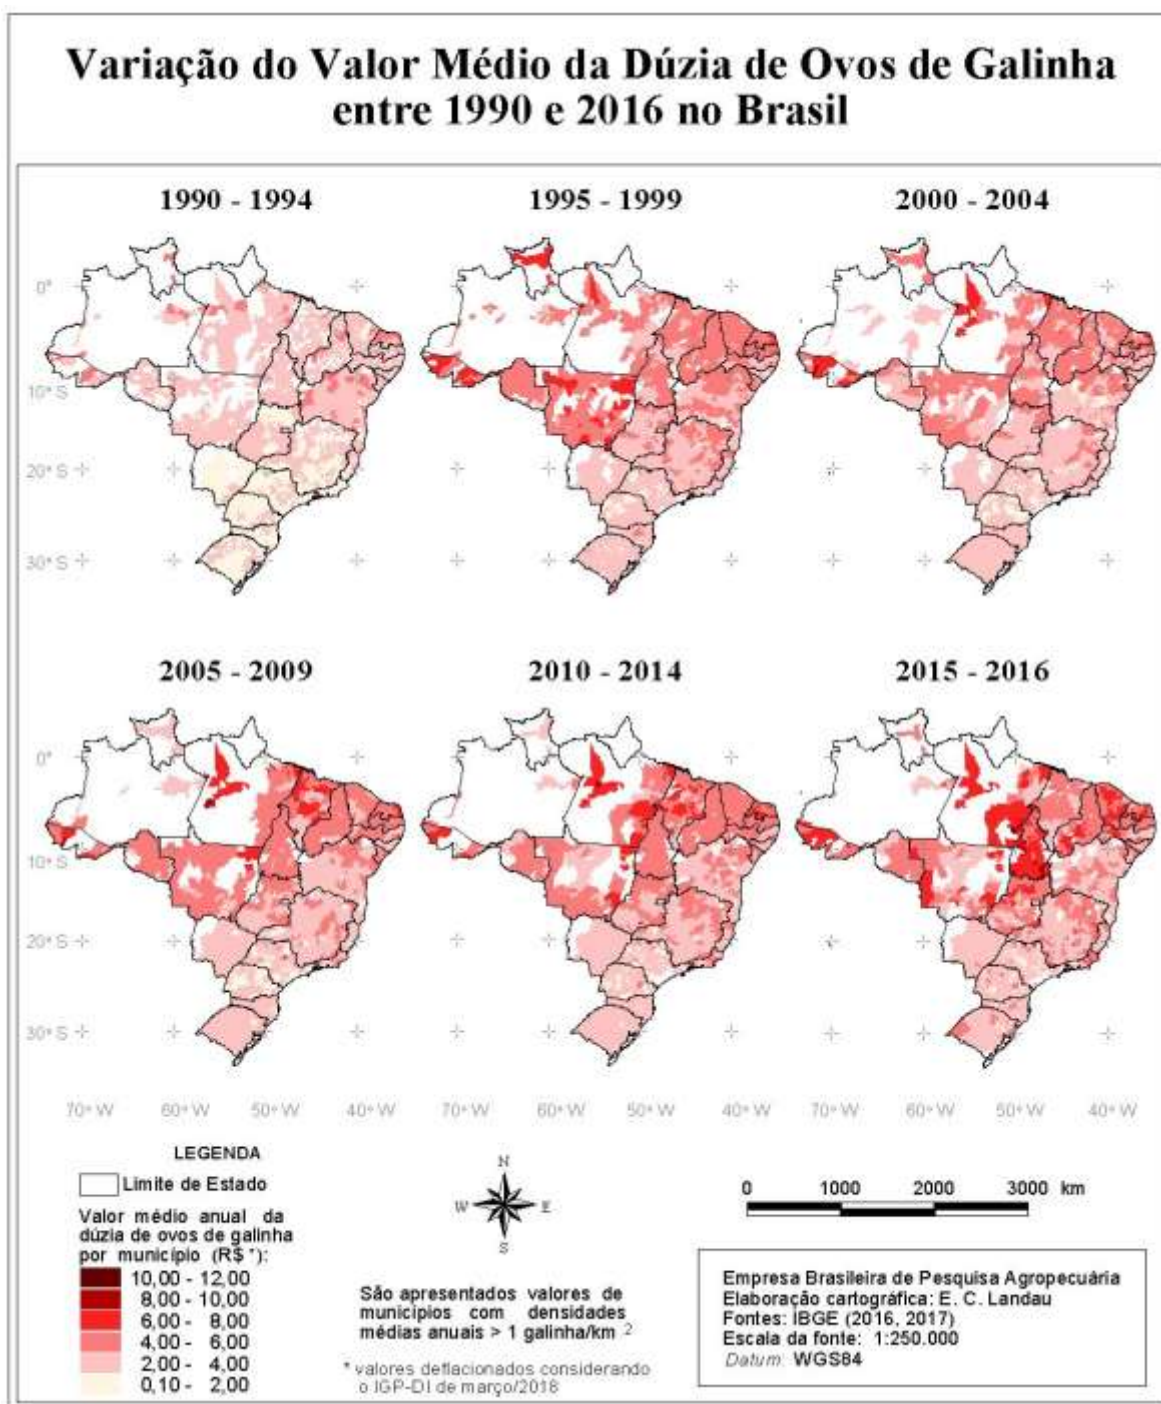 Variação do Valor Médio da Dúzia de Ovos de Galinha
entre 1990 e 2016 no Brasil
1990 - 1994
1995 - 1999
2000 - 2004
0°
10° S
20° S
30° S
2005 - 2009
2010 - 2014
2015 - 2016
0°
10° S
20° S
30° S
70° W 60° W 50° W 40° W 70° W 60° W 50° W 40° W 70° W 60° W 50° W 40° W
LEGENDA
Limite de Estado
Valor médio anual da
dúzia de ovos de galinha
por município (R$ *):
10,00 - 12,00
8,00 - 10,00
6,00 - 8,00
4,00 - 6,00
2,00 - 4,00
0,10 - 2,00
N
W E
S
São apresentados valores de
municípios com densidades
médias anuais > 1 galinha/km 2
* valores deflacionados considerando
o IGP-DI de março/2018
0 1000 2000 3000 km
Empresa Brasileira de Pesquisa Agropecuária
Elaboração cartográfica: E. C. Landau
Fontes: IBGE (2016, 2017)
Escala da fonte: 1:250.000
Datum: WGS84